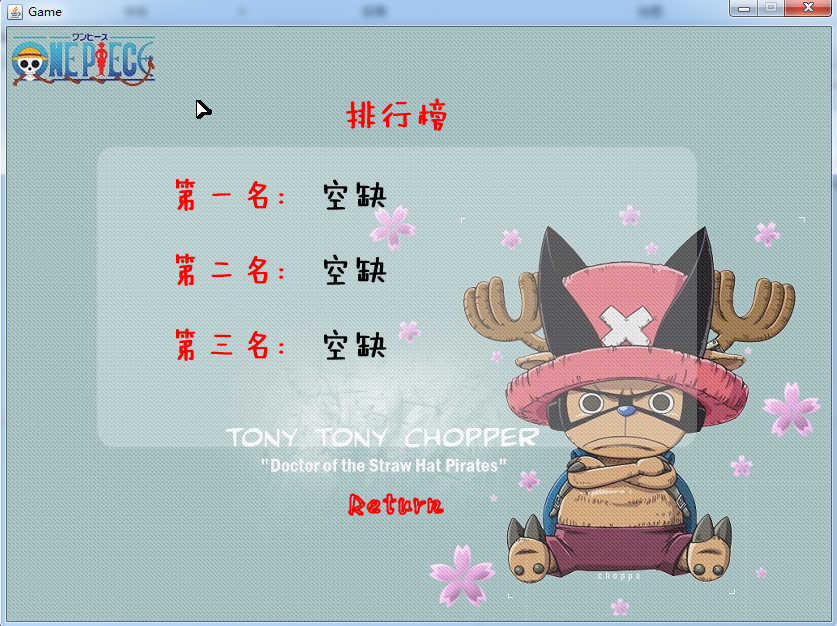 Game
ワンピース
ONE PIECE
排行榜
第一名: 空缺
第二名: 空缺
第三名: 空缺
TONY TONY CHOPPER
"Doctor of the Straw Hat Pirates"
Return
choppa